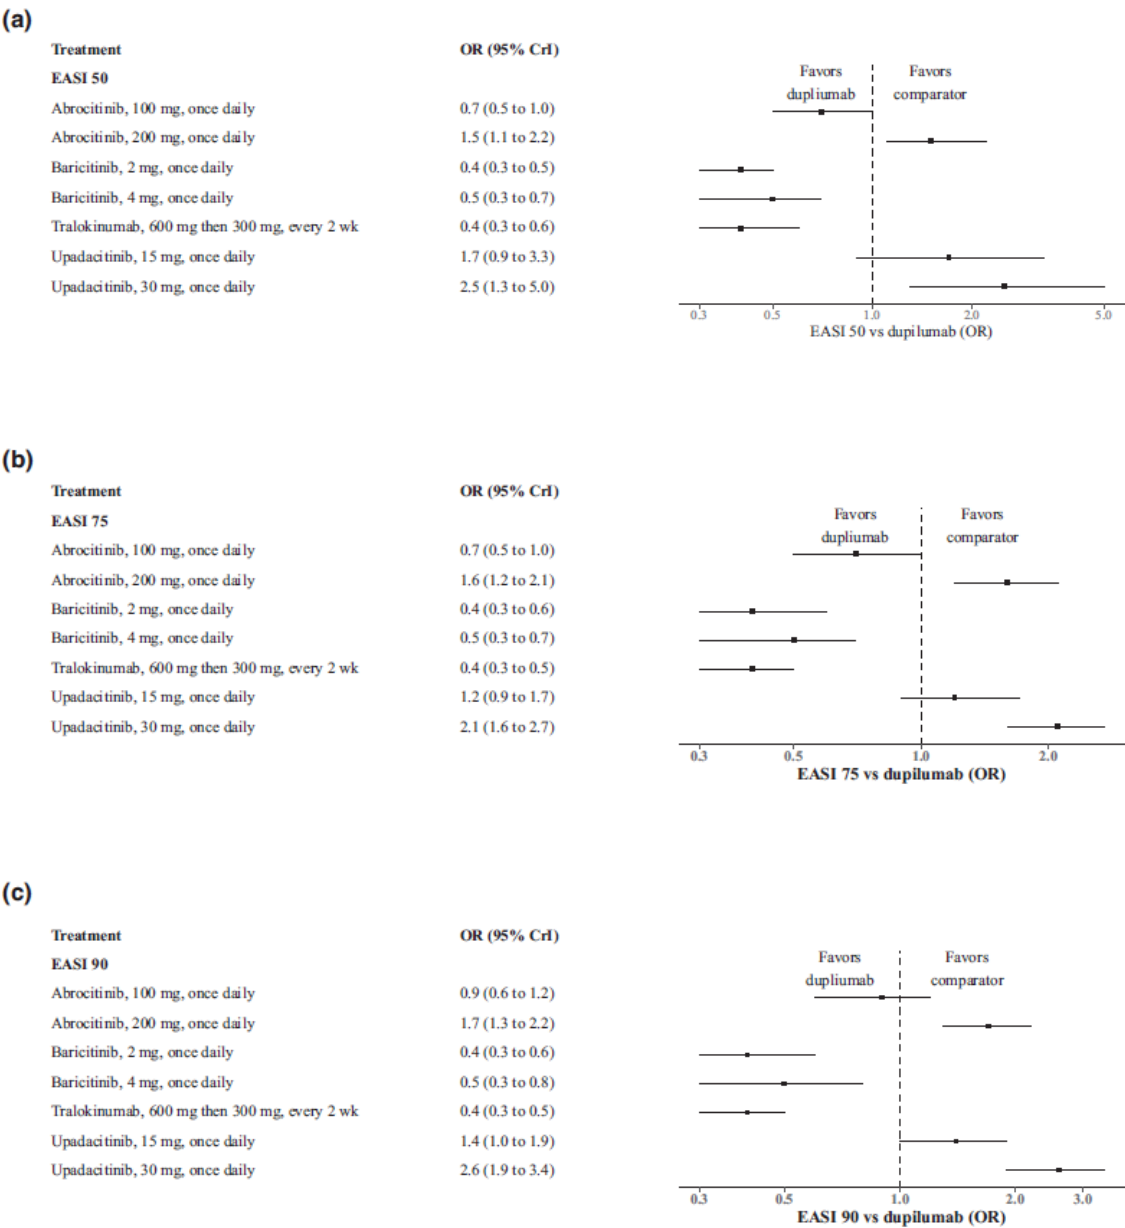 (a)
Treatment OR (95% CrI)
EASI 50
Favors dupliumab
Favors comparator
Abrocitinib, 100 mg, once daily 0.7 (0.5 to 1.0)
Abrocitinib, 200 mg, once daily 1.5 (1.1 to 2.2)
Baricitinib, 2 mg, once daily 0.4 (0.3 to 0.5)
Baricitinib, 4 mg, once daily 0.5 (0.3 to 0.7)
Tralokinumab, 600 mg then 300 mg, every 2 wk 0.4 (0.3 to 0.6)
Upadacitinib, 15 mg, once daily 1.7 (0.9 to 3.3)
Upadacitinib, 30 mg, once daily 2.5 (1.3 to 5.0)
0.3 0.5 1.0 2.0 5.0
EASI 50 vs dupilumab (OR)
(b)
Treatment OR (95% CrI)
EASI 75
Favors dupliumab
Favors comparator
Abrocitinib, 100 mg, once daily 0.7 (0.5 to 1.0)
Abrocitinib, 200 mg, once daily 1.6 (1.2 to 2.1)
Baricitinib, 2 mg, once daily 0.4 (0.3 to 0.6)
Baricitinib, 4 mg, once daily 0.5 (0.3 to 0.7)
Tralokinumab, 600 mg then 300 mg, every 2 wk 0.4 (0.3 to 0.5)
Upadacitinib, 15 mg, once daily 1.2 (0.9 to 1.7)
Upadacitinib, 30 mg, once daily 2.1 (1.6 to 2.7)
0.3 0.5 1.0 2.0
EASI 75 vs dupilumab (OR)
(c)
Treatment OR (95% CrI)
EASI 90
Favors dupliumab
Favors comparator
Abrocitinib, 100 mg, once daily 0.9 (0.6 to 1.2)
Abrocitinib, 200 mg, once daily 1.7 (1.3 to 2.2)
Baricitinib, 2 mg, once daily 0.4 (0.3 to 0.6)
Baricitinib, 4 mg, once daily 0.5 (0.3 to 0.8)
Tralokinumab, 600 mg then 300 mg, every 2 wk 0.4 (0.3 to 0.5)
Upadacitinib, 15 mg, once daily 1.4 (1.0 to 1.9)
Upadacitinib, 30 mg, once daily 2.6 (1.9 to 3.4)
0.3 0.5 1.0 2.0 3.0
EASI 90 vs dupilumab (OR)